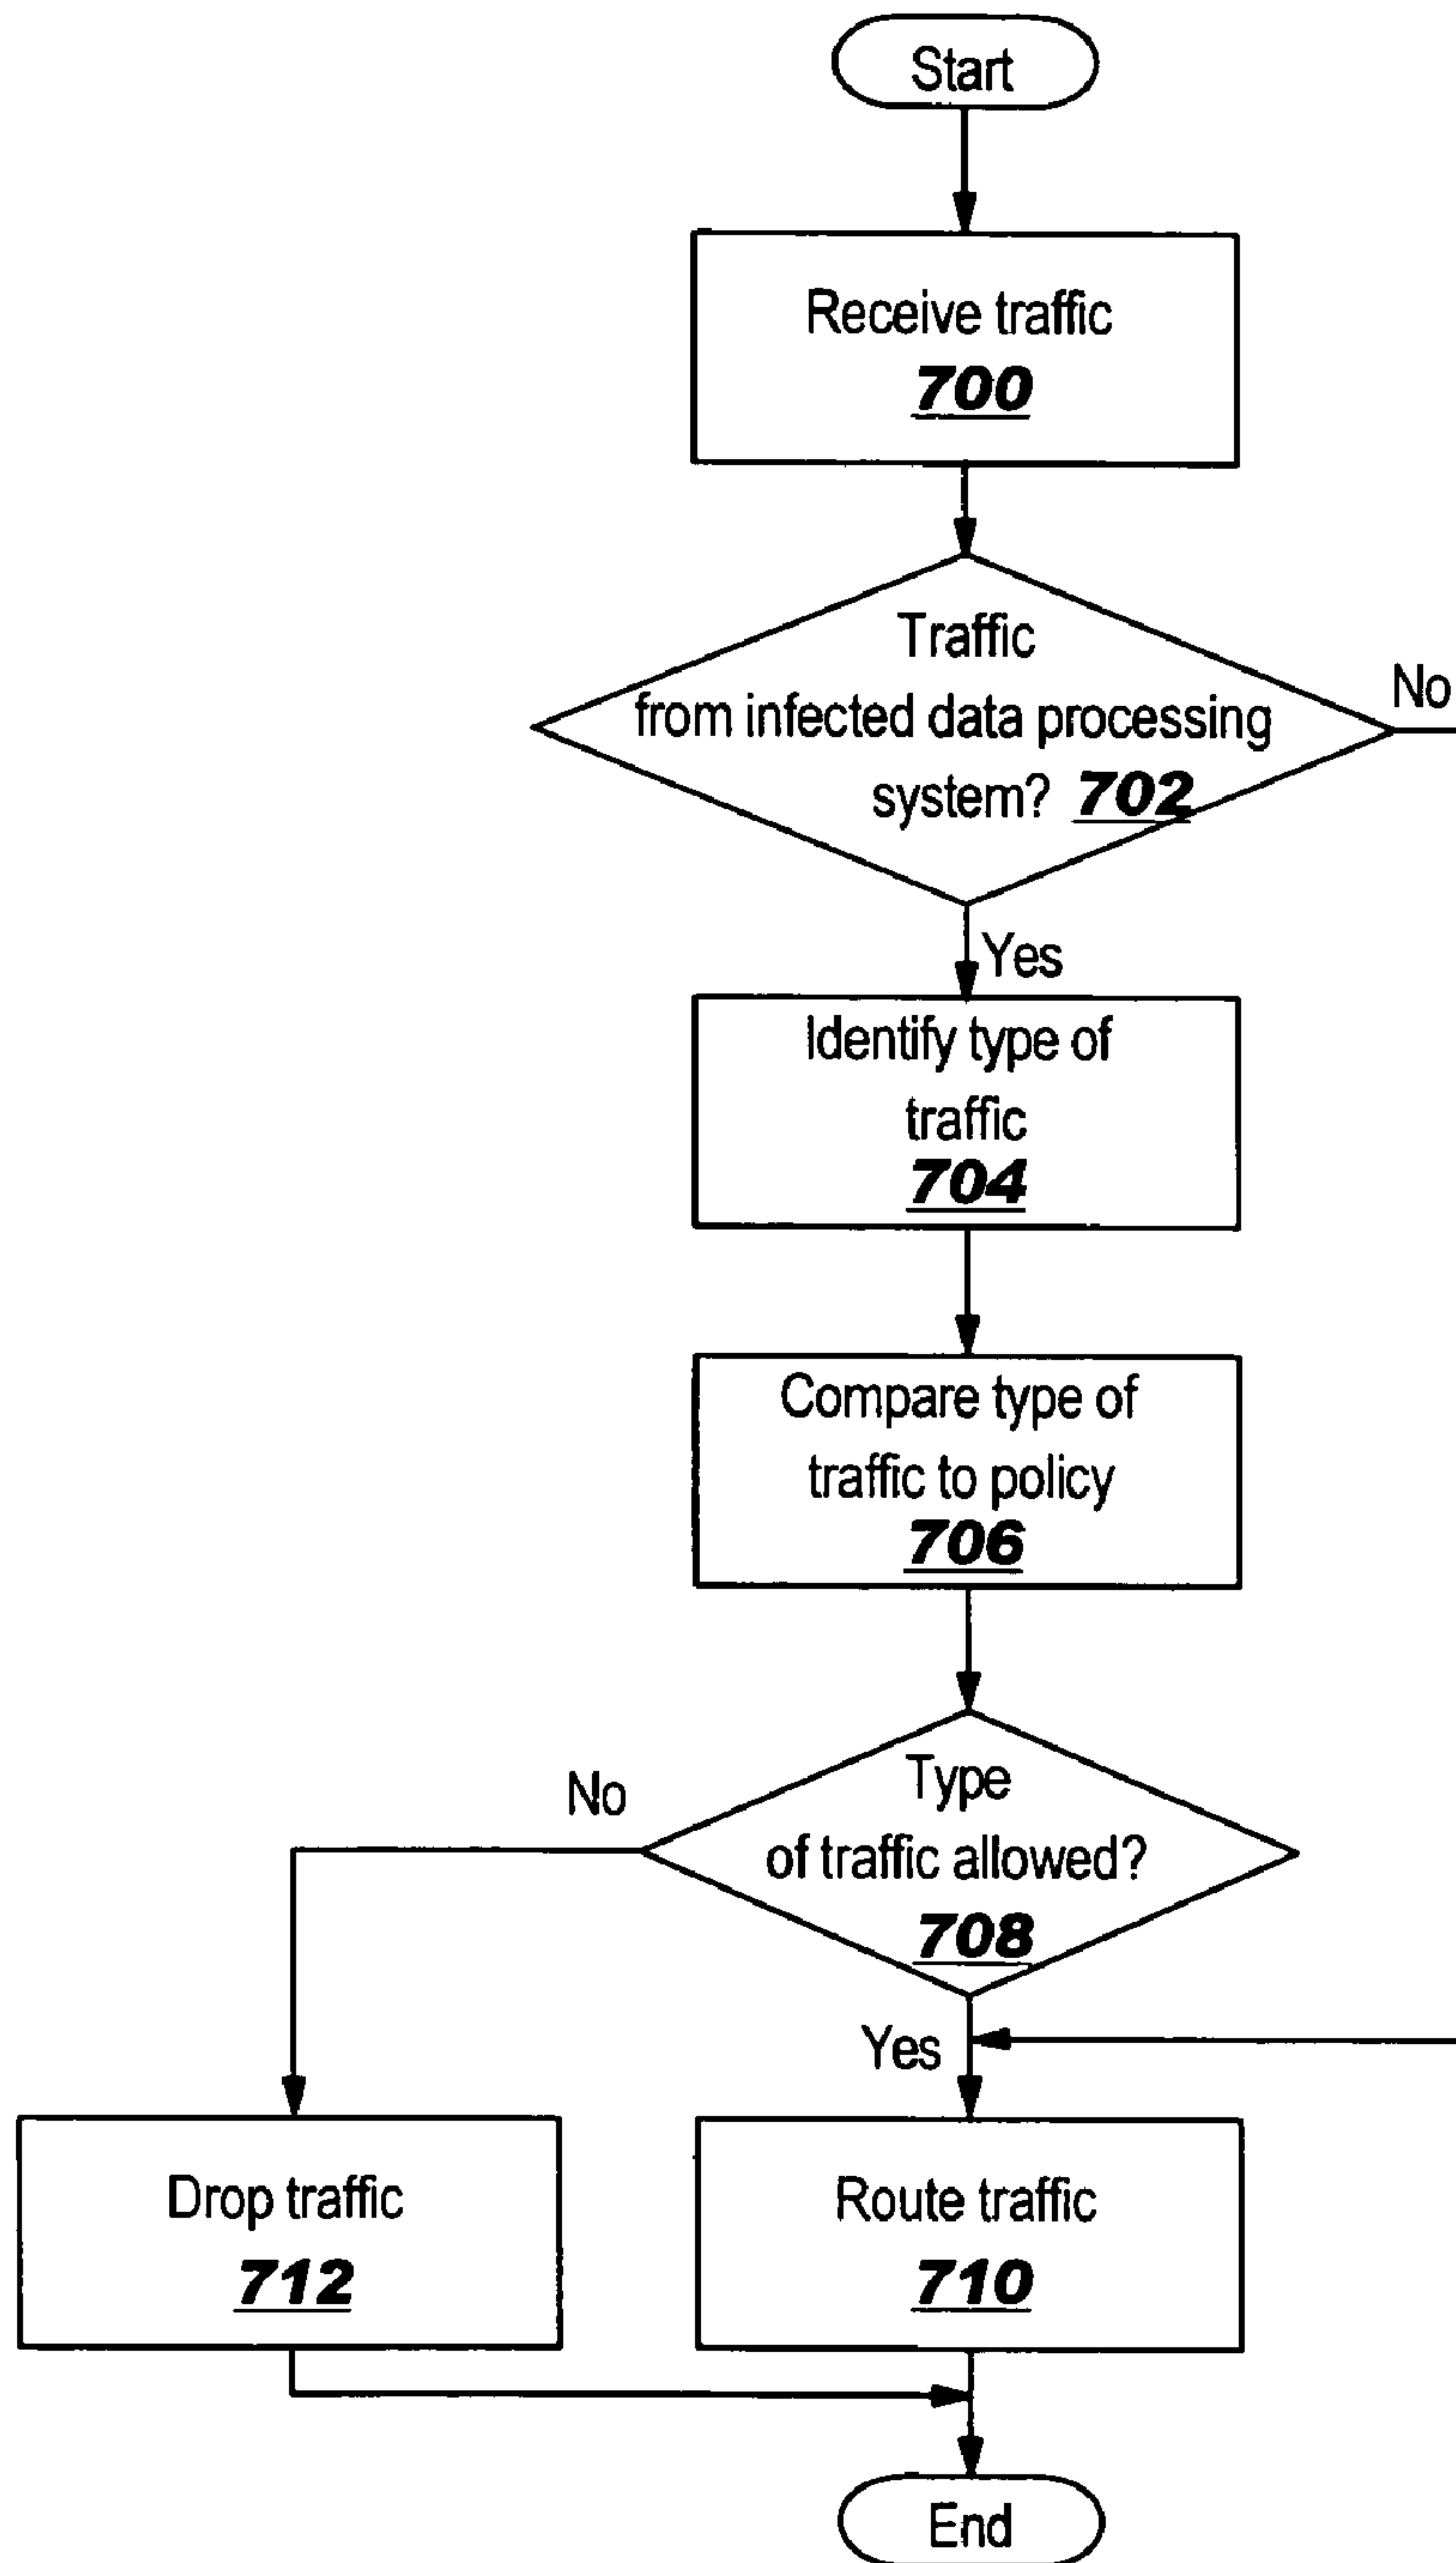 Start
Receive traffic
700
Traffic
from infected data processing
system? 702
No
Yes
Identify type of
traffic
704
Compare type of
traffic to policy
706
Type
of traffic allowed?
708
No
Yes
Drop traffic
712
Route traffic
710
End